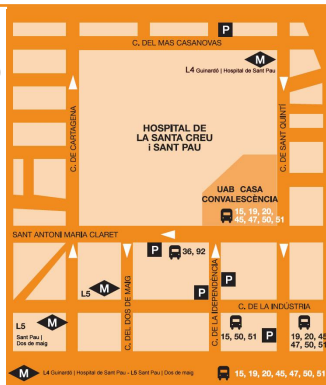 P
C. DEL MAS CASANOVAS
M
L4 Guinardó | Hospital de Sant Pau
C. DE CARTAGENA
HOSPITAL DE
LA SANTA CREU
i SANT PAU
C. DE SANT QUINTÍ
UAB CASA
CONVALESCÈNCIA
15, 19, 20,
45, 47, 50, 51
SANT ANTONI MARIA CLARET
P
36, 92
P
C. DEL DOS DE MAIG
C. DE LA INDEPENDÈNCIA
L5 M
P
C. DE LA INDÚSTRIA
L5 M
Sant Pau |
Dos de maig
15, 50, 51
P
19, 20, 45
47, 50, 51
M L4 Guinardó | Hospital de Sant Pau - L5 Sant Pau | Dos de maig
15, 19, 20, 45, 47, 50, 51